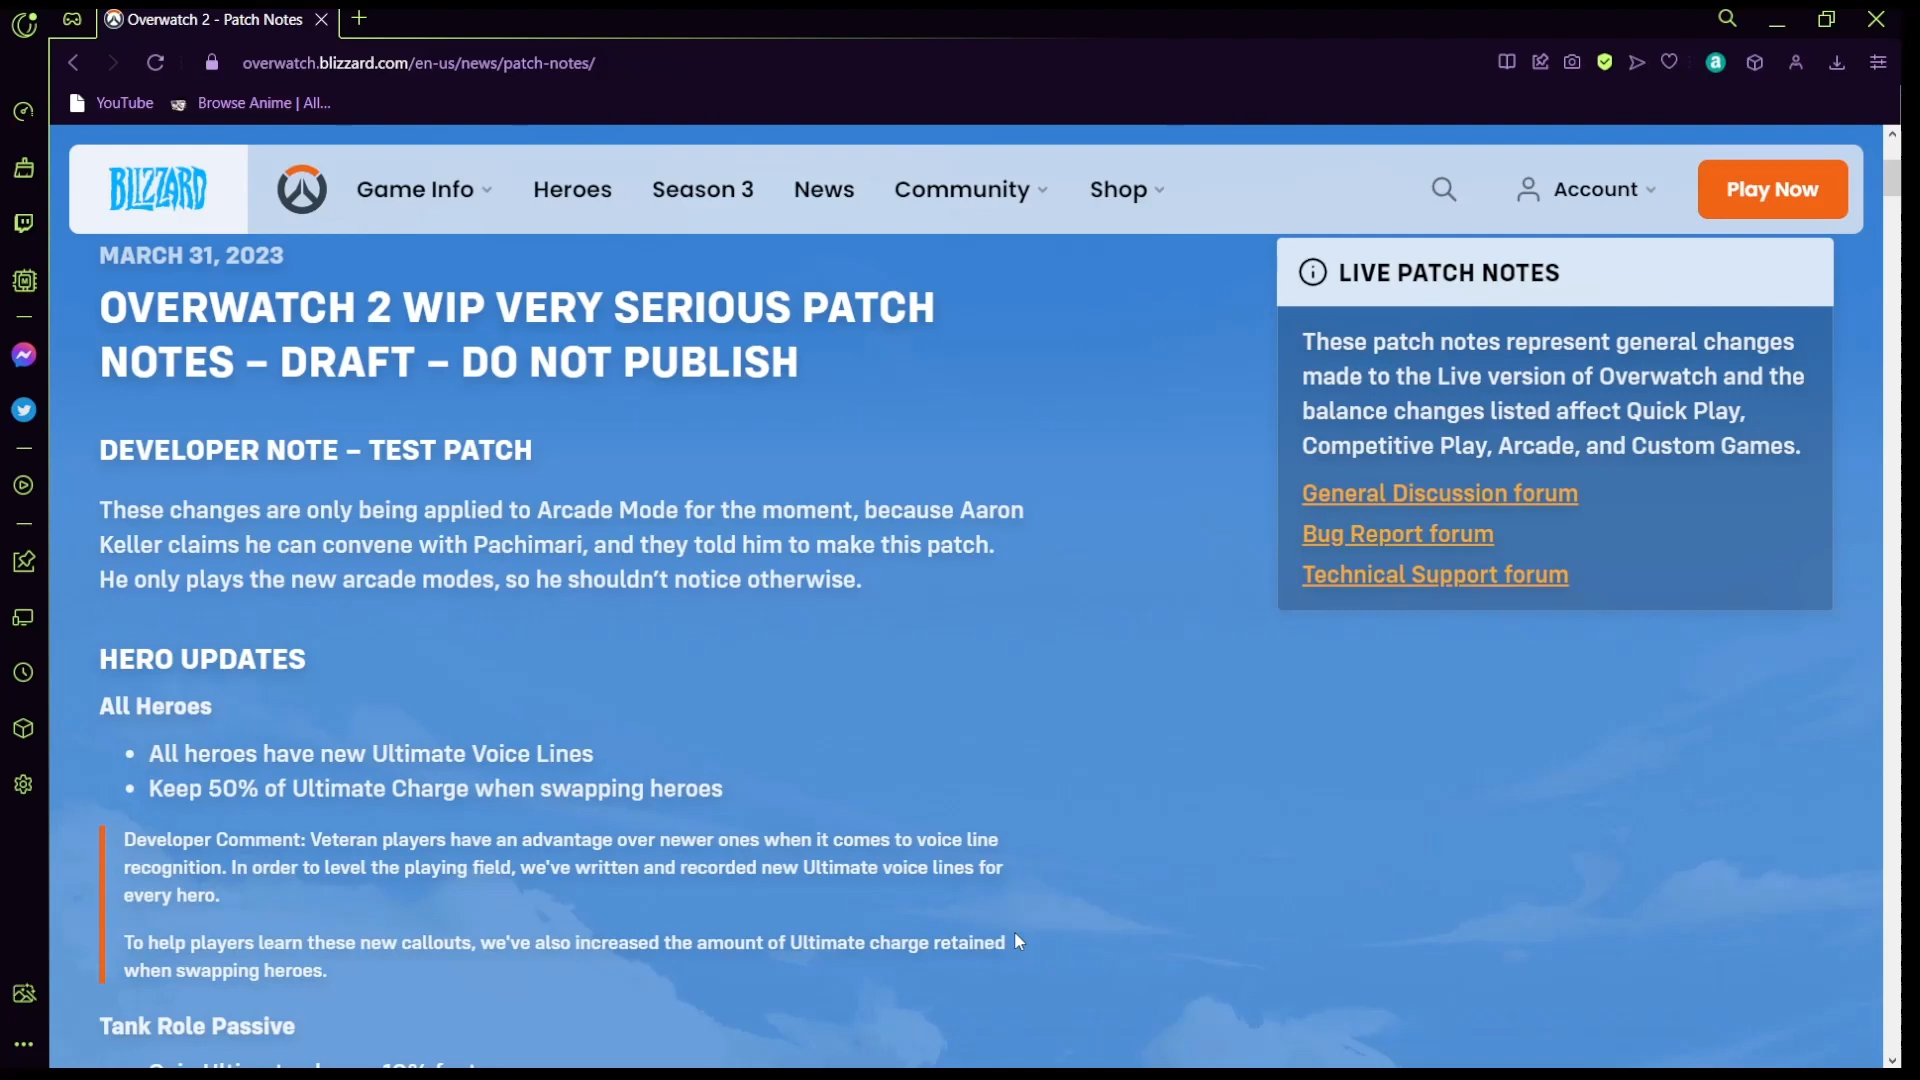 Overwatch 2 - Patch Notes
overwatch.blizzard.com/en-us/news/patch-notes/
YouTube
Browse Anime | All...
BLIZZARD
Game Info
Heroes
Season 3
News
Community
Shop
Account
Play Now
MARCH 31, 2023
OVERWATCH 2 WIP VERY SERIOUS PATCH
NOTES – DRAFT – DO NOT PUBLISH
DEVELOPER NOTE – TEST PATCH
These changes are only being applied to Arcade Mode for the moment, because Aaron
Keller claims he can convene with Pachimari, and they told him to make this patch.
He only plays the new arcade modes, so he shouldn’t notice otherwise.
HERO UPDATES
All Heroes
• All heroes have new Ultimate Voice Lines
• Keep 50% of Ultimate Charge when swapping heroes
Developer Comment: Veteran players have an advantage over newer ones when it comes to voice line
recognition. In order to level the playing field, we've written and recorded new Ultimate voice lines for
every hero.
To help players learn these new callouts, we've also increased the amount of Ultimate charge retained
when swapping heroes.
Tank Role Passive
LIVE PATCH NOTES
These patch notes represent general changes
made to the Live version of Overwatch and the
balance changes listed affect Quick Play,
Competitive Play, Arcade, and Custom Games.
General Discussion forum
Bug Report forum
Technical Support forum